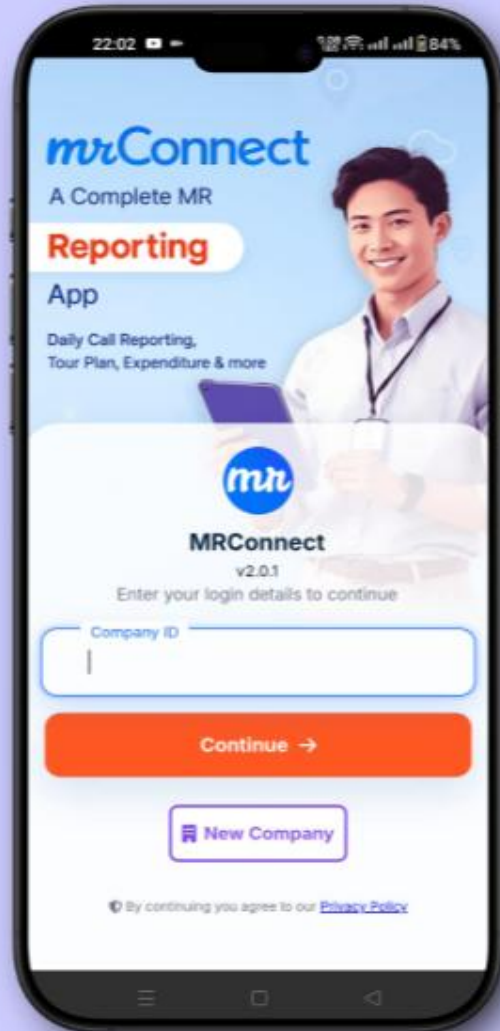 22:02
84%
mrConnect
A Complete MR
Reporting
App
Daily Call Reporting,
Tour Plan, Expenditure & more
mr
MRConnect
v2.0.1
Enter your login details to continue
Company ID
Continue →
New Company
By continuing you agree to our Privacy Policy